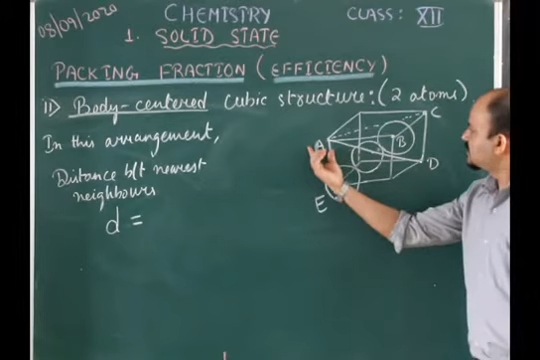 08/09/2020
CHEMISTRY
CLASS: XII
1. SOLID STATE
PACKING FRACTION (EFFICIENCY)
II) Body-centered cubic structure: (2 atoms)
In this arrangement,
Distance b/t nearest
neighbours
d =
A
B
C
D
E